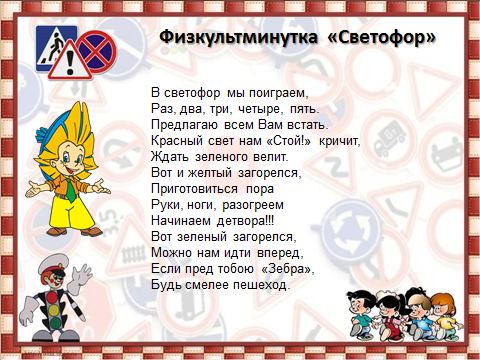 Физкультминутка «Светофор»
В светофор мы поиграем,
Раз, два, три, четыре, пять.
Предлагаю всем Вам встать.
Красный свет нам «Стой!» кричит,
Ждать зеленого велит.
Вот и желтый загорелся,
Приготовиться пора
Руки, ноги, разогреем
Начинаем детвора!!!
Вот зеленый загорелся,
Можно нам идти вперед,
Если пред тобою «Зебра»,
Будь смелее пешеход.